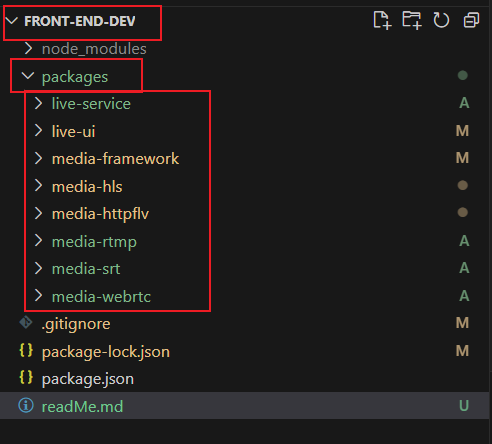 FRONT-END-DEV
node_modules
packages
live-service A
live-ui M
media-framework M
media-hls
media-httpflv
media-rtmp A
media-srt A
media-webrtc A
.gitignore M
{} package-lock.json M
{} package.json
readMe.md U